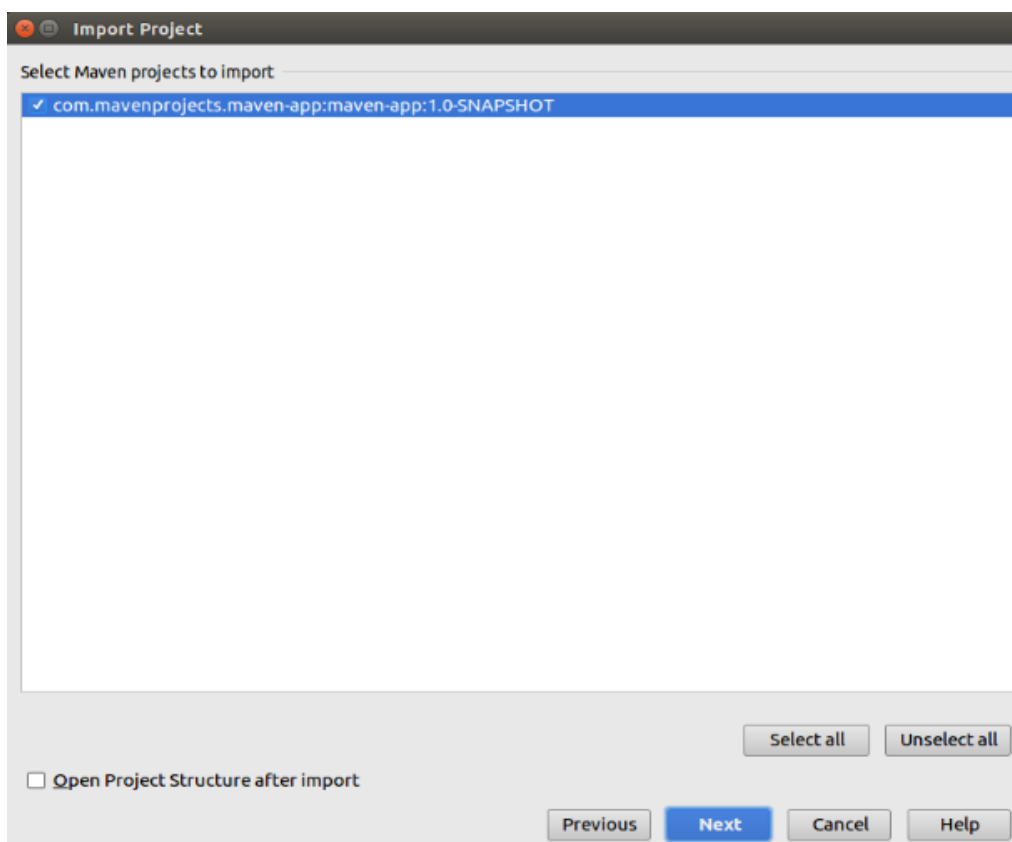 Import Project
Select Maven projects to import
com.mavenprojects.maven-app:maven-app:1.0-SNAPSHOT
Select all Unselect all
Open Project Structure after import
Previous Next Cancel Help